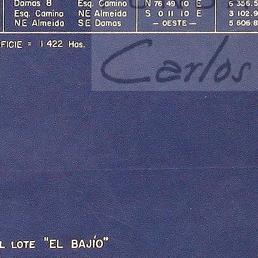 Damas 8 Esq. Camino N 76 49 10 E 6 356.5
Esq. Camino NE Almeida S 0 11 10 E 3 102.9
NE Almeida SE Damas — OESTE — 5 606.8
FICIE = 1 422 Has.
Carlos
L LOTE "EL BAJÍO"